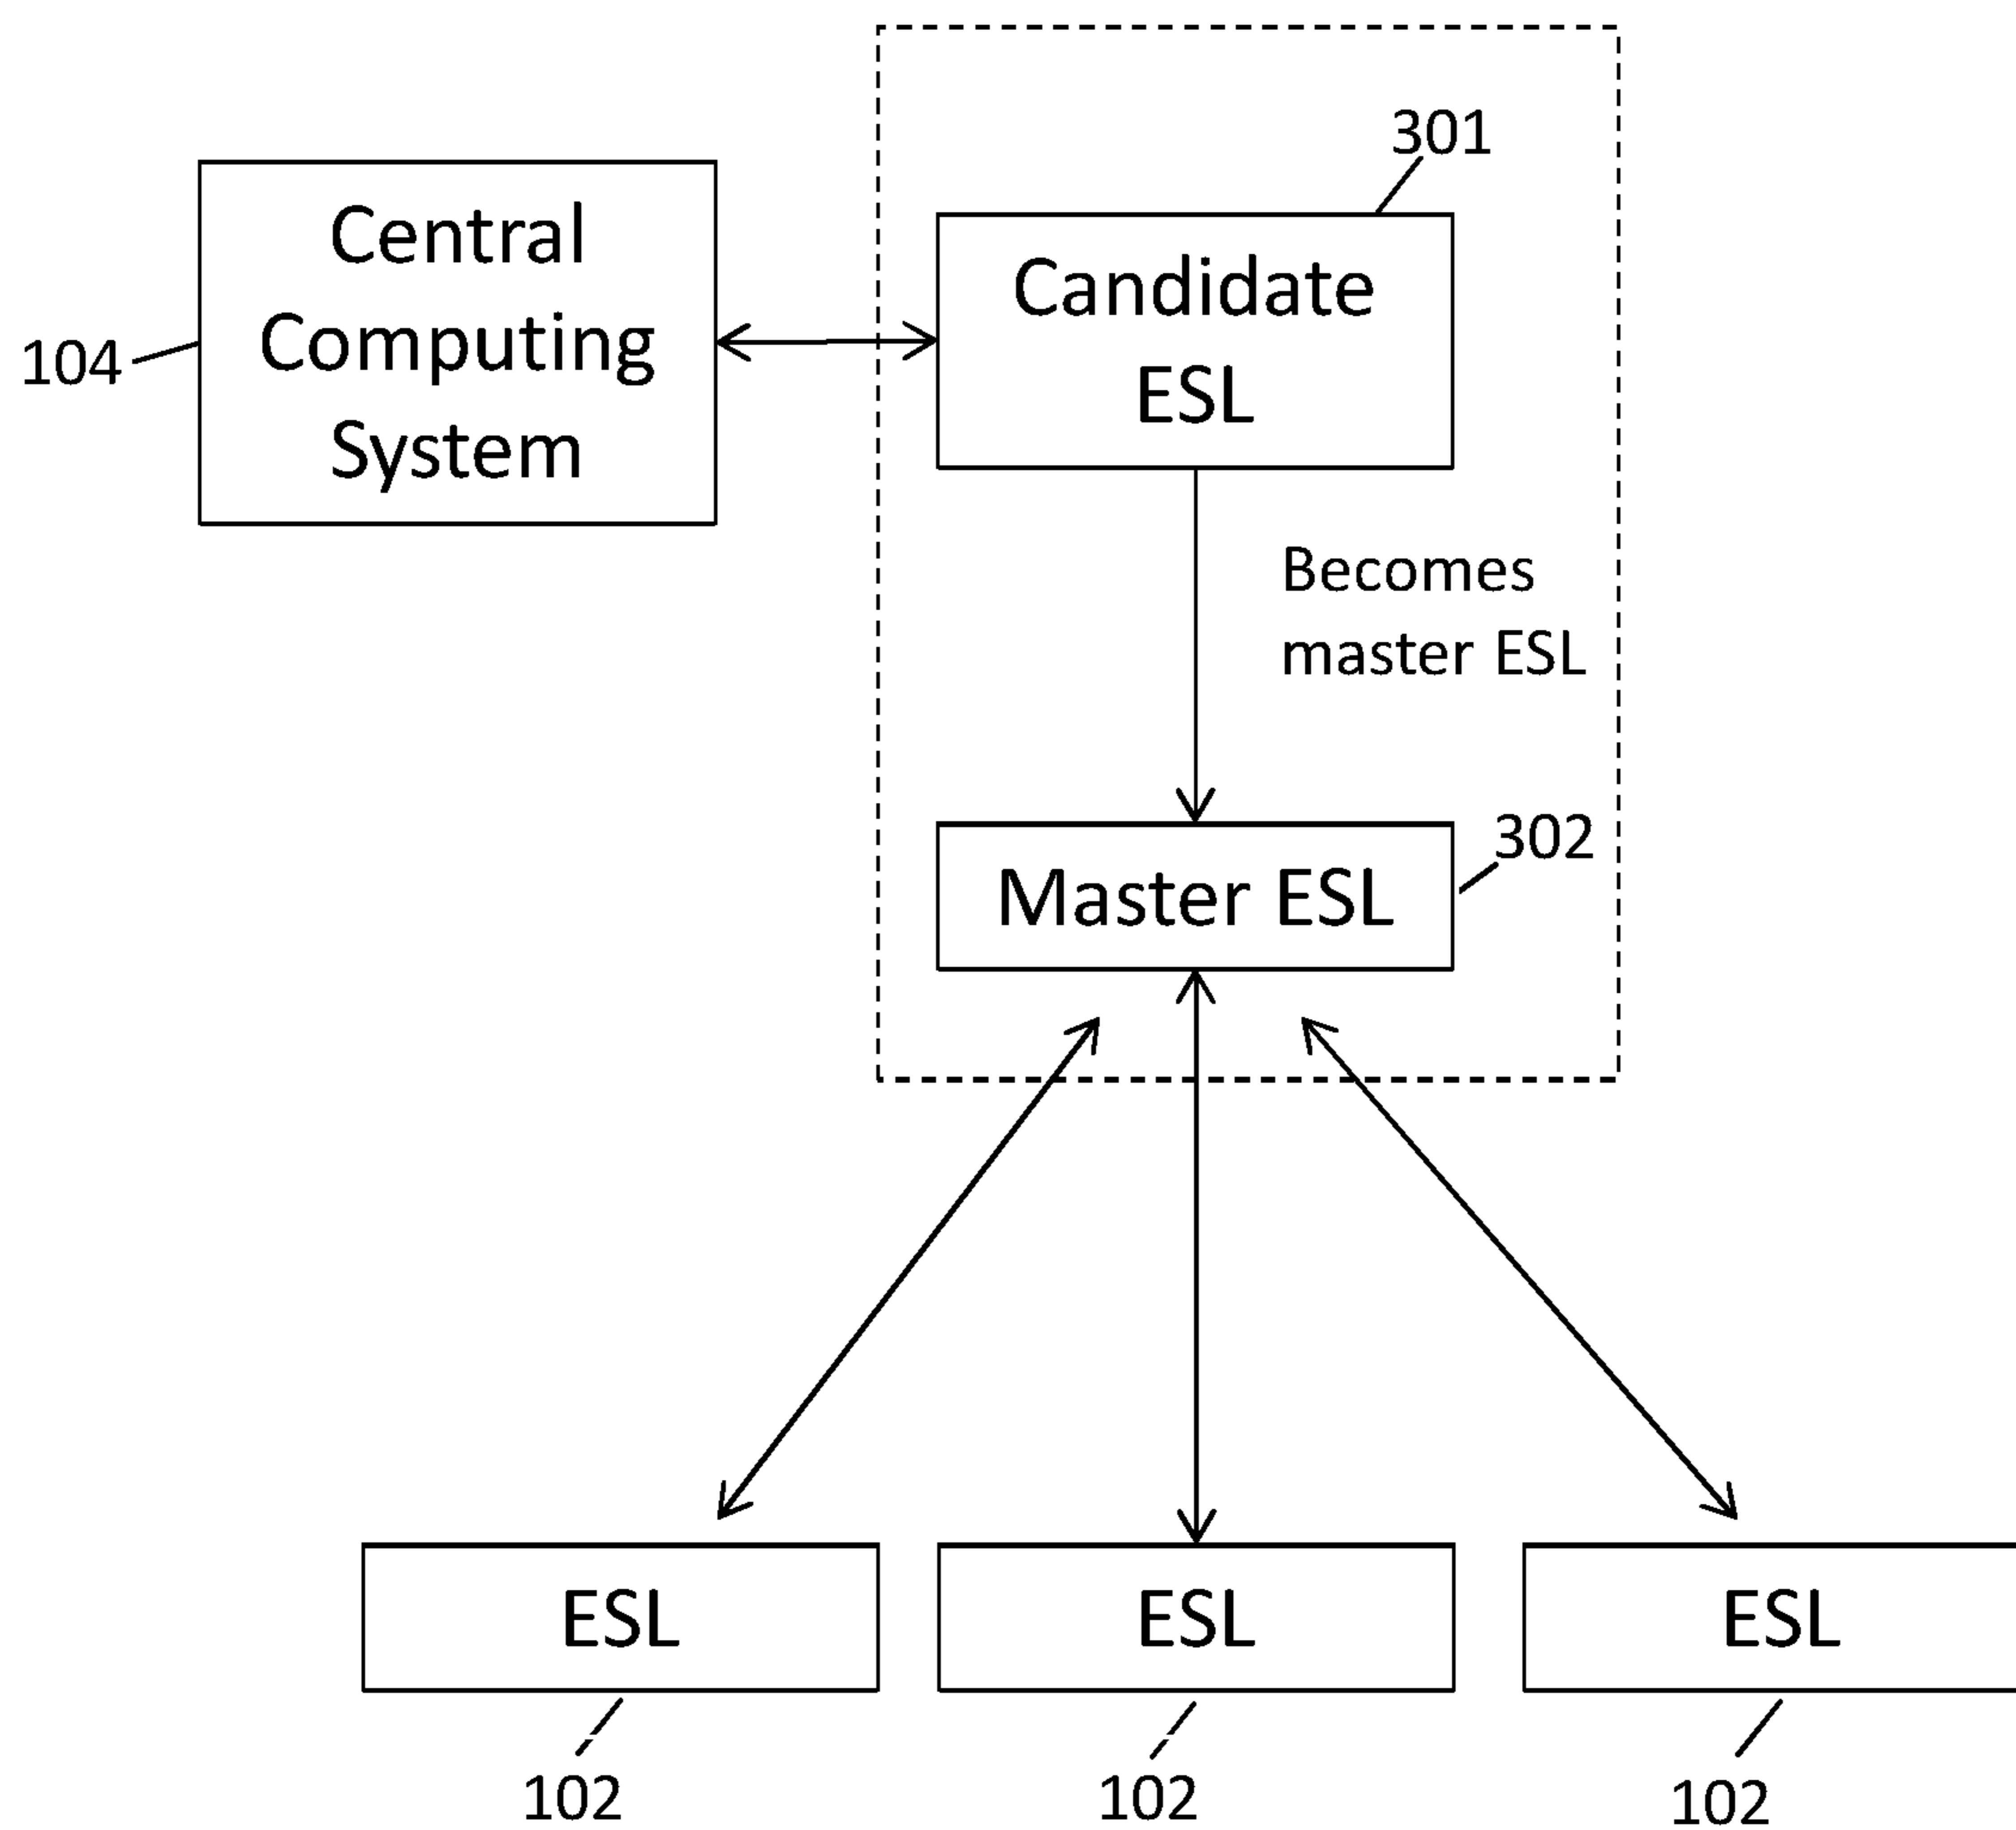 301
Central
Computing
System
104
Candidate
ESL
Becomes
master ESL
302
Master ESL
ESL
ESL
ESL
102
102
102